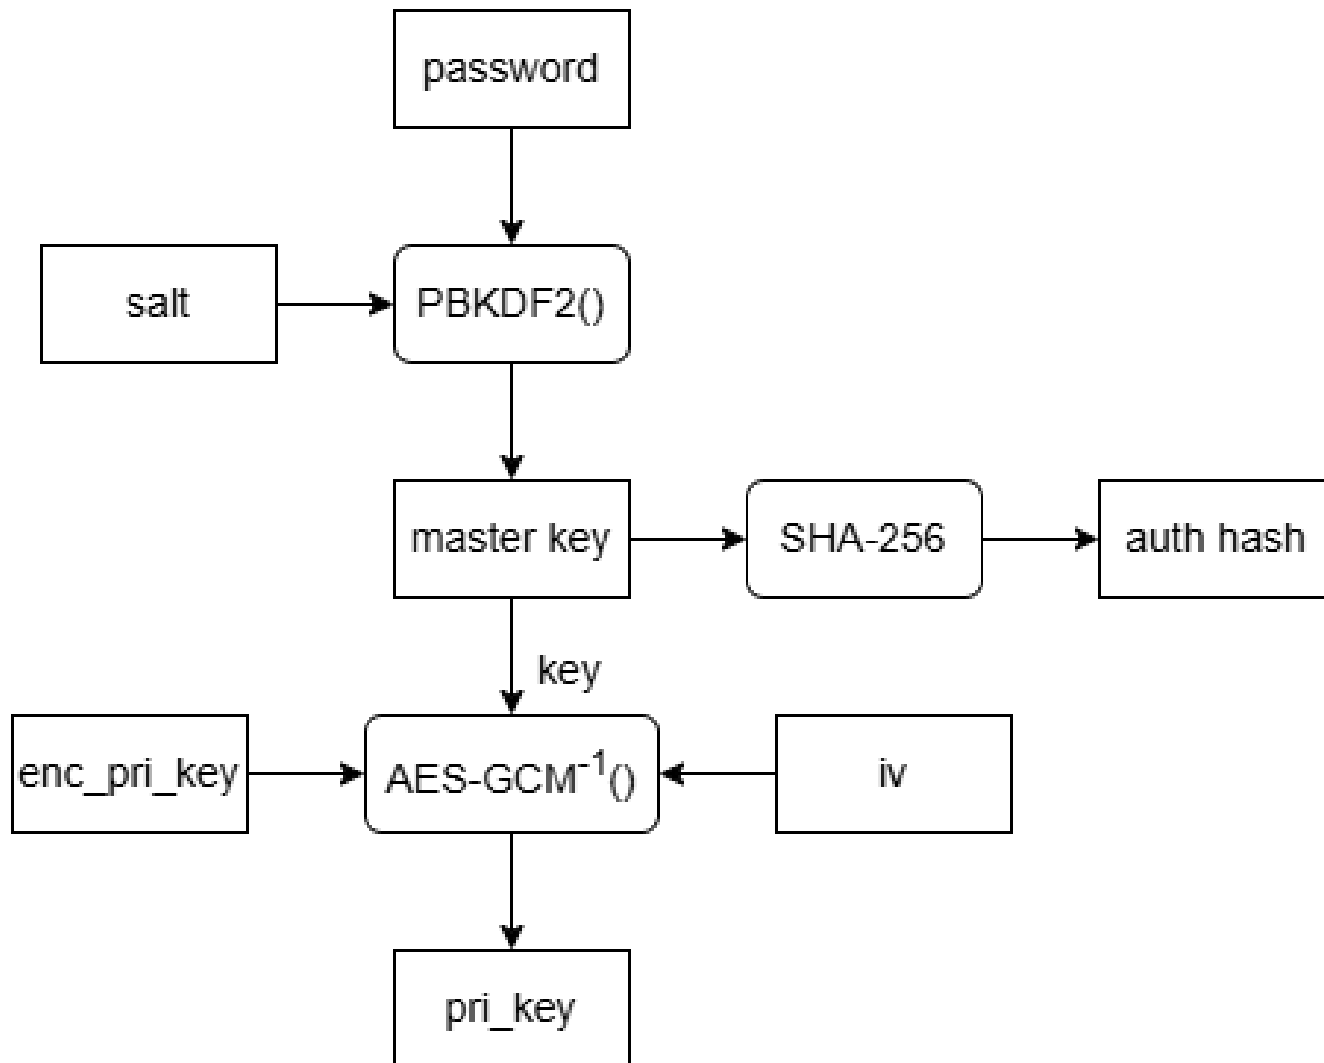 password
salt
PBKDF2()
master key
SHA-256
auth hash
key
enc_pri_key
AES-GCM⁻¹()
iv
pri_key